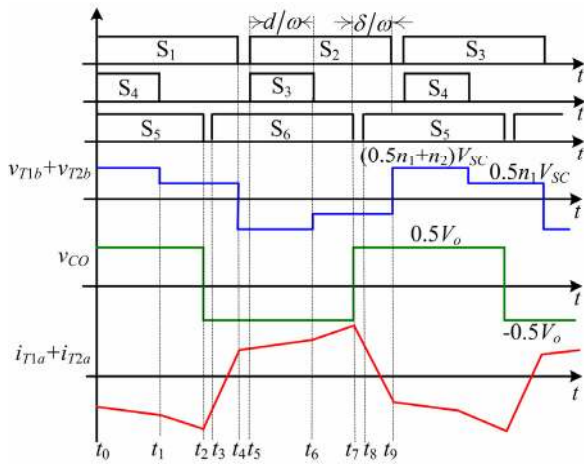 d/ω δ/ω
S1 S2 S3
t
S4 S3 S4
t
S5 S6 S5
t
vT1b+vT2b (0.5n1+n2)VSC 0.5n1VSC
t
vCO 0.5Vo
t
-0.5Vo
iT1a+iT2a
t
t0 t1 t2 t3 t4 t5 t6 t7 t8 t9